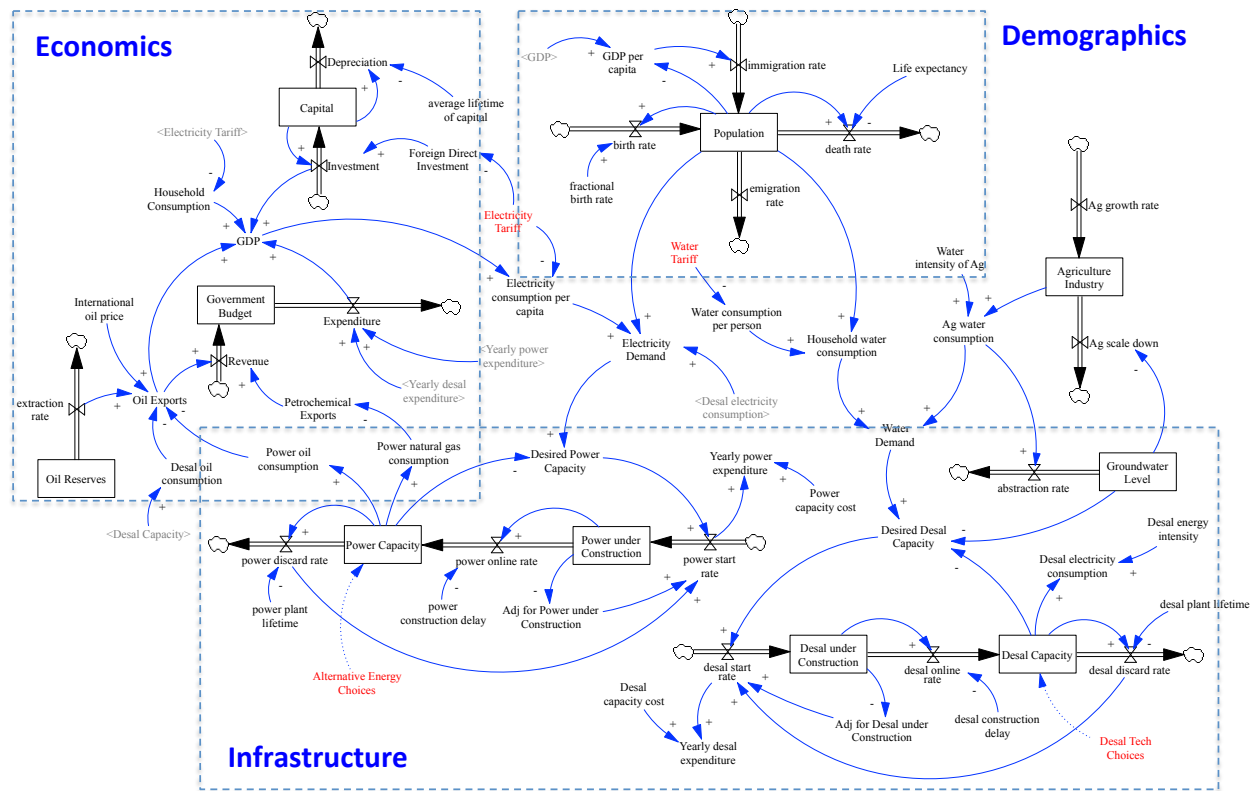 Economics
Demographics
Depreciation
Capital
average lifetime
of capital
<Electricity Tariff>
Investment
Foreign Direct
Investment
Household
Consumption
GDP
Electricity
Tariff
International
oil price
Government
Budget
Expenditure
Revenue
<Yearly power
expenditure>
<Yearly desal
expenditure>
extraction
rate
Oil Exports
Petrochemical
Exports
Oil Reserves
Desal oil
consumption
<Desal Capacity>
Power oil
consumption
Power natural gas
consumption
<GDP>
GDP per
capita
immigration rate
Life expectancy
Population
birth rate
death rate
fractional
birth rate
emigration
rate
Water
Tariff
Electricity
consumption per
capita
Water consumption
per person
Electricity
Demand
Household water
consumption
<Desal electricity
consumption>
Ag growth rate
Water
intensity of Ag
Agriculture
Industry
Ag water
consumption
Ag scale down
Water
Demand
Desired Power
Capacity
Yearly power
expenditure
Power
capacity cost
abstraction rate
Groundwater
Level
Desired Desal
Capacity
Desal energy
intensity
Desal electricity
consumption
Power Capacity
Power under
Construction
power discard rate
power online rate
power start
rate
power plant
lifetime
power
construction delay
Adj for Power under
Construction
Alternative Energy
Choices
desal plant lifetime
Desal under
Construction
Desal Capacity
desal start
rate
desal online
rate
desal discard rate
Desal
capacity cost
Yearly desal
expenditure
Adj for Desal under
Construction
desal construction
delay
Desal Tech
Choices
Infrastructure